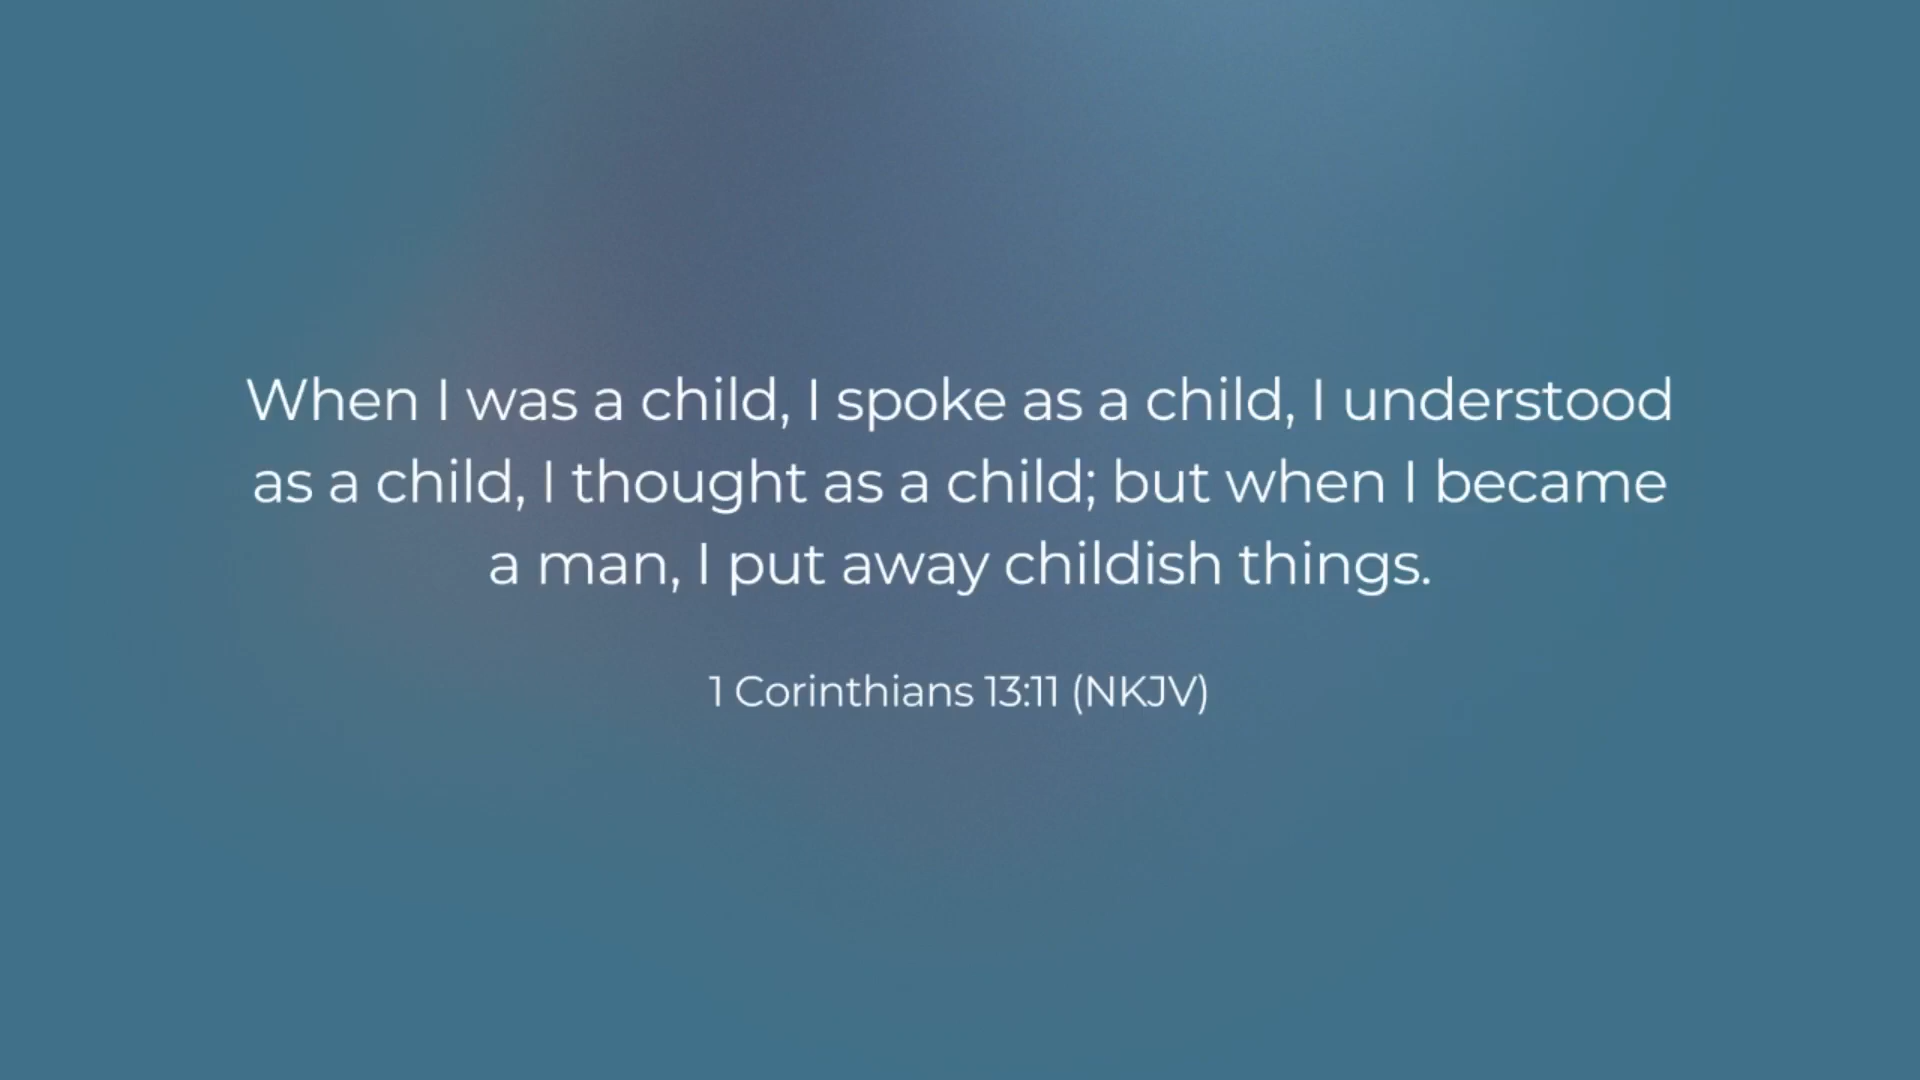 When I was a child, I spoke as a child, I understood
as a child, I thought as a child; but when I became
a man, I put away childish things.
1 Corinthians 13:11 (NKJV)